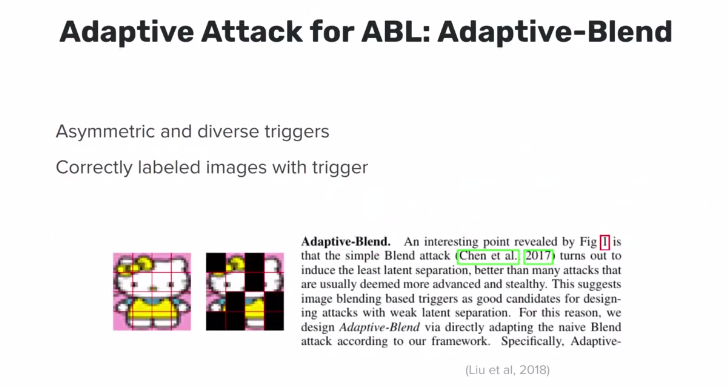 Adaptive Attack for ABL: Adaptive-Blend
Asymmetric and diverse triggers
Correctly labeled images with trigger
Adaptive-Blend. An interesting point revealed by Fig 1 is
that the simple Blend attack (Chen et al., 2017) turns out to
induce the least latent separation, better than many attacks that
are usually deemed more advanced and stealthy. This suggests
image blending based triggers as good candidates for design-
ing attacks with weak latent separation. For this reason, we
design Adaptive-Blend via directly adapting the naive Blend
attack according to our framework. Specifically, Adaptive-
(Liu et al, 2018)